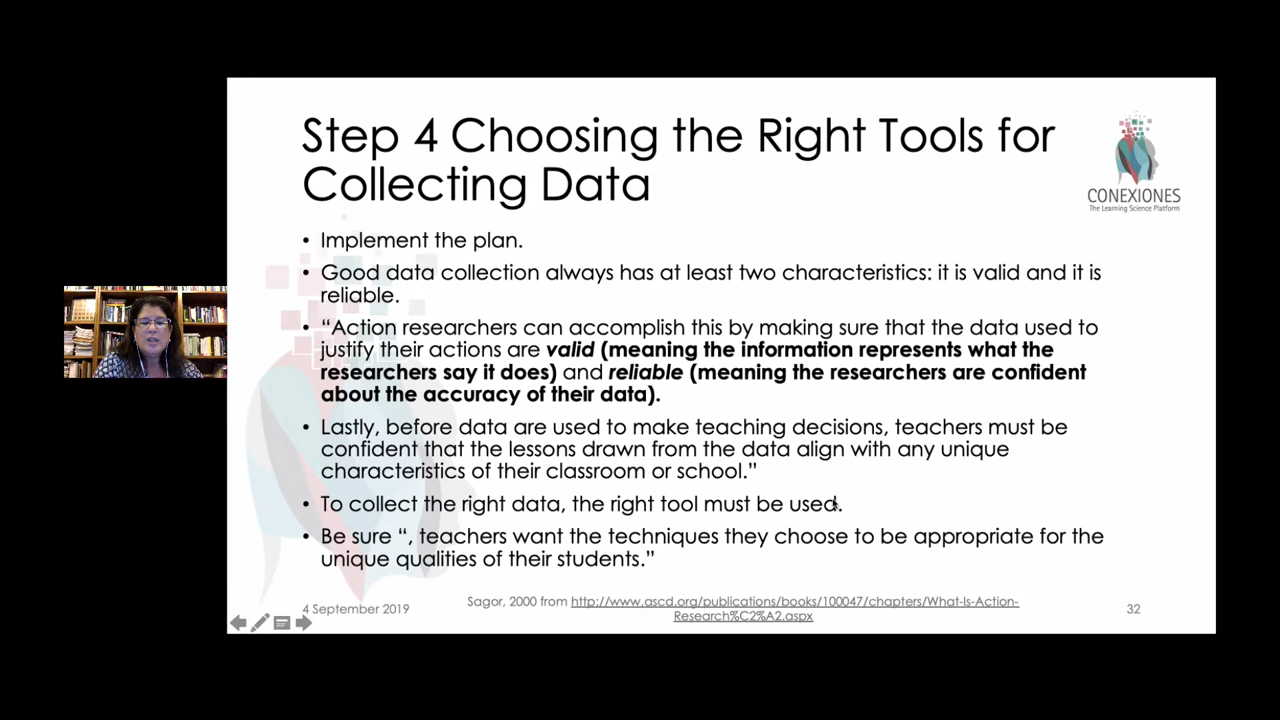 Step 4 Choosing the Right Tools for
Collecting Data
CONEXIONES
The Learning Science Platform
• Implement the plan.
• Good data collection always has at least two characteristics: it is valid and it is
reliable.
• “Action researchers can accomplish this by making sure that the data used to
justify their actions are valid (meaning the information represents what the
researchers say it does) and reliable (meaning the researchers are confident
about the accuracy of their data).
• Lastly, before data are used to make teaching decisions, teachers must be
confident that the lessons drawn from the data align with any unique
characteristics of their classroom or school.”
• To collect the right data, the right tool must be used.
• Be sure “, teachers want the techniques they choose to be appropriate for the
unique qualities of their students.”
4 September 2019
Sagor, 2000 from http://www.ascd.org/publications/books/100047/chapters/What-Is-Action-
Research%C2%A2.aspx
32